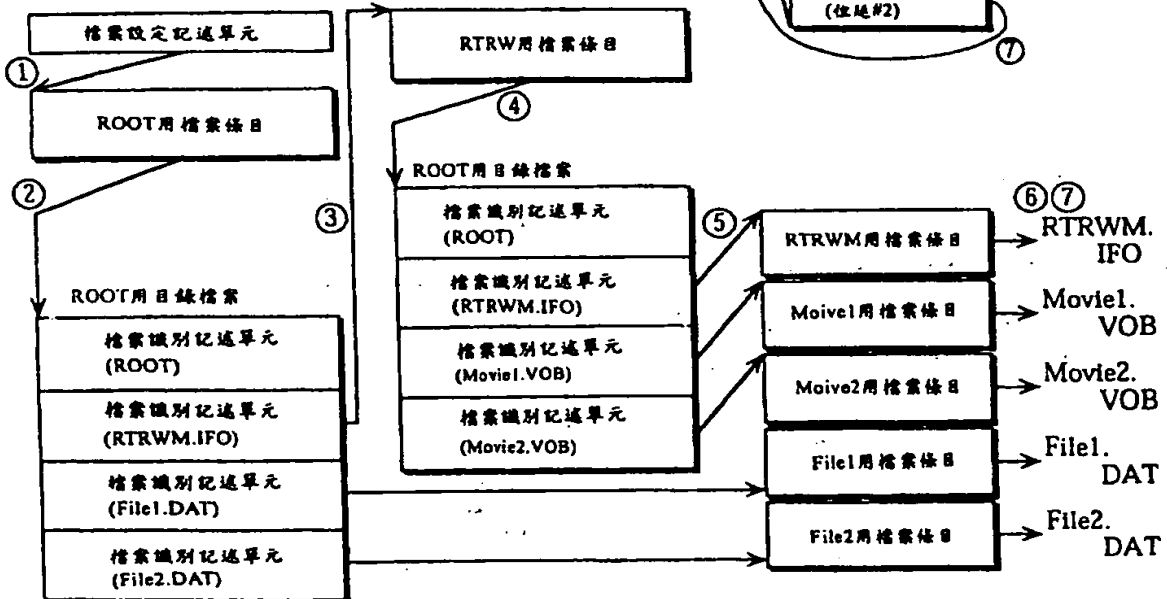 (位址#2)
⑦
檔案設定記述單元
①
ROOT用檔案條目
②
ROOT用目錄檔案
檔案識別記述單元
(ROOT)
檔案識別記述單元
(RTRWM.IFO)
檔案識別記述單元
(File1.DAT)
檔案識別記述單元
(File2.DAT)
③
RTRW用檔案條目
④
ROOT用目錄檔案
檔案識別記述單元
(ROOT)
檔案識別記述單元
(RTRWM.IFO)
檔案識別記述單元
(Movie1.VOB)
檔案識別記述單元
(Movie2.VOB)
⑤
RTRWM用檔案條目
Moive1用檔案條目
Moive2用檔案條目
File1用檔案條目
File2用檔案條目
⑥⑦
RTRWM.
IFO
Movie1.
VOB
Movie2.
VOB
File1.
DAT
File2.
DAT